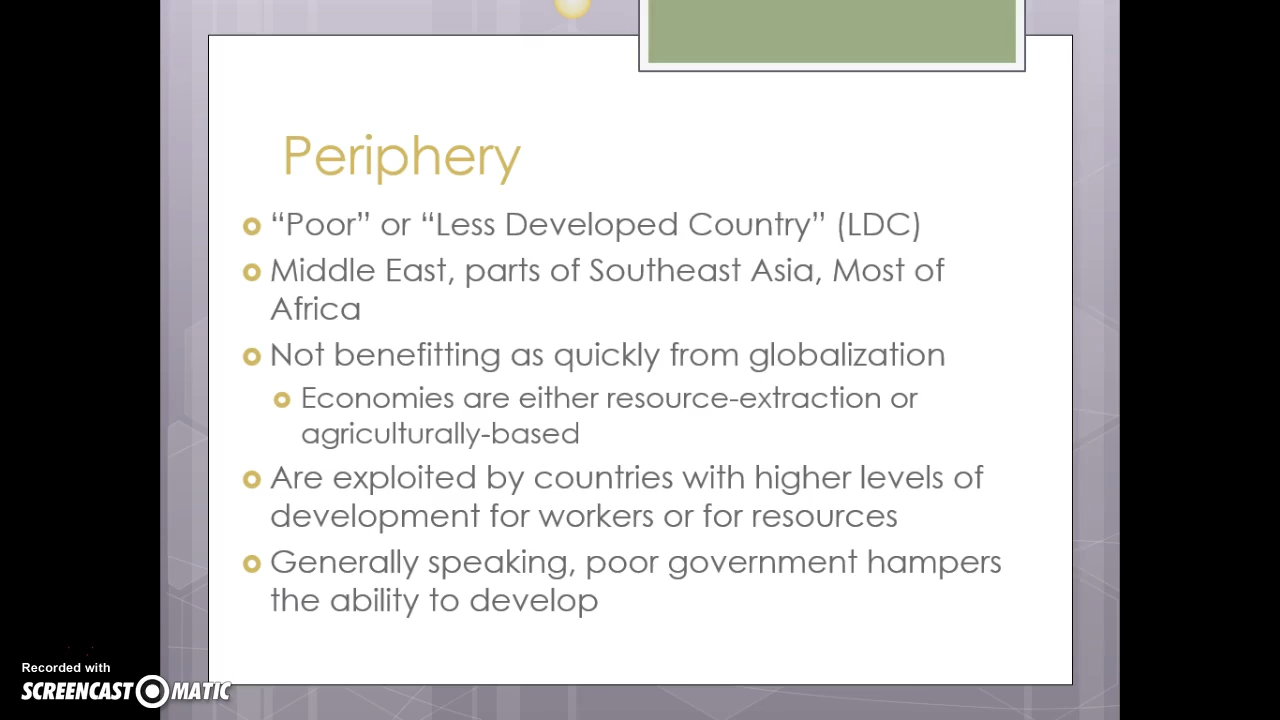 Periphery
“Poor” or “Less Developed Country” (LDC)
Middle East, parts of Southeast Asia, Most of
Africa
Not benefitting as quickly from globalization
Economies are either resource-extraction or
agriculturally-based
Are exploited by countries with higher levels of
development for workers or for resources
Generally speaking, poor government hampers
the ability to develop
Recorded with
SCREENCAST MATIC